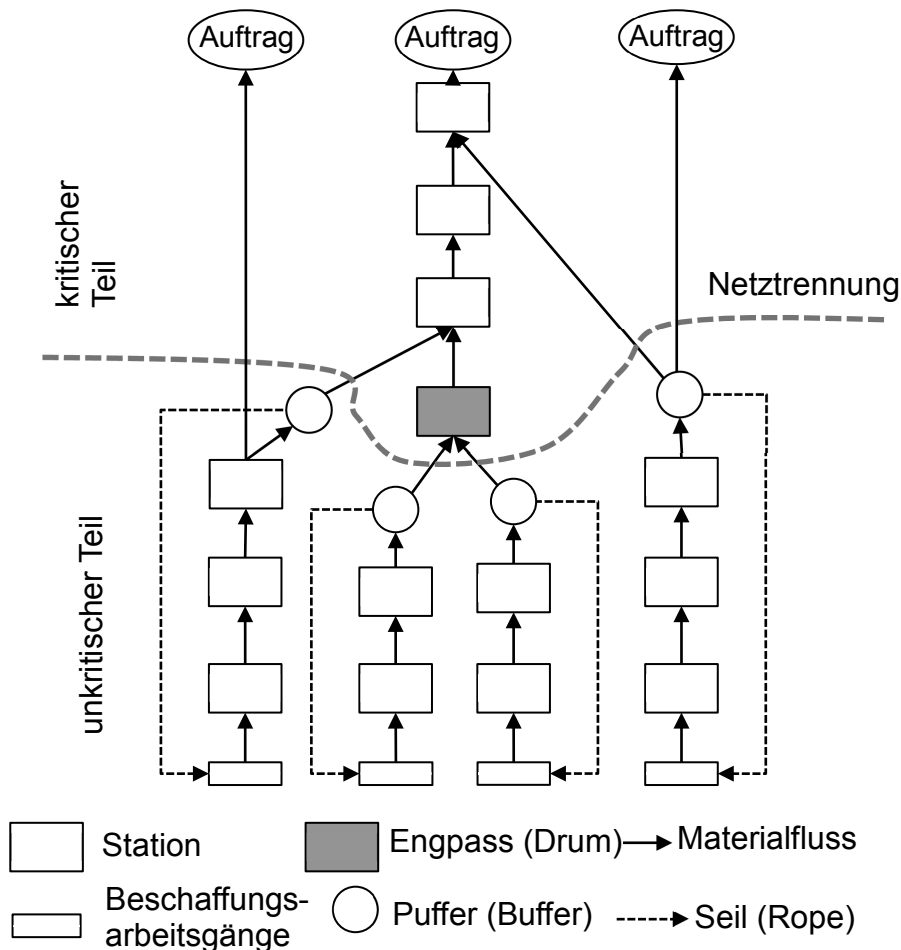 Auftrag
Auftrag
Auftrag
kritischer
Teil
Netztrennung
unkritischer Teil
Station
Engpass (Drum)
Materialfluss
Beschaffungs-
arbeitsgänge
Puffer (Buffer)
Seil (Rope)